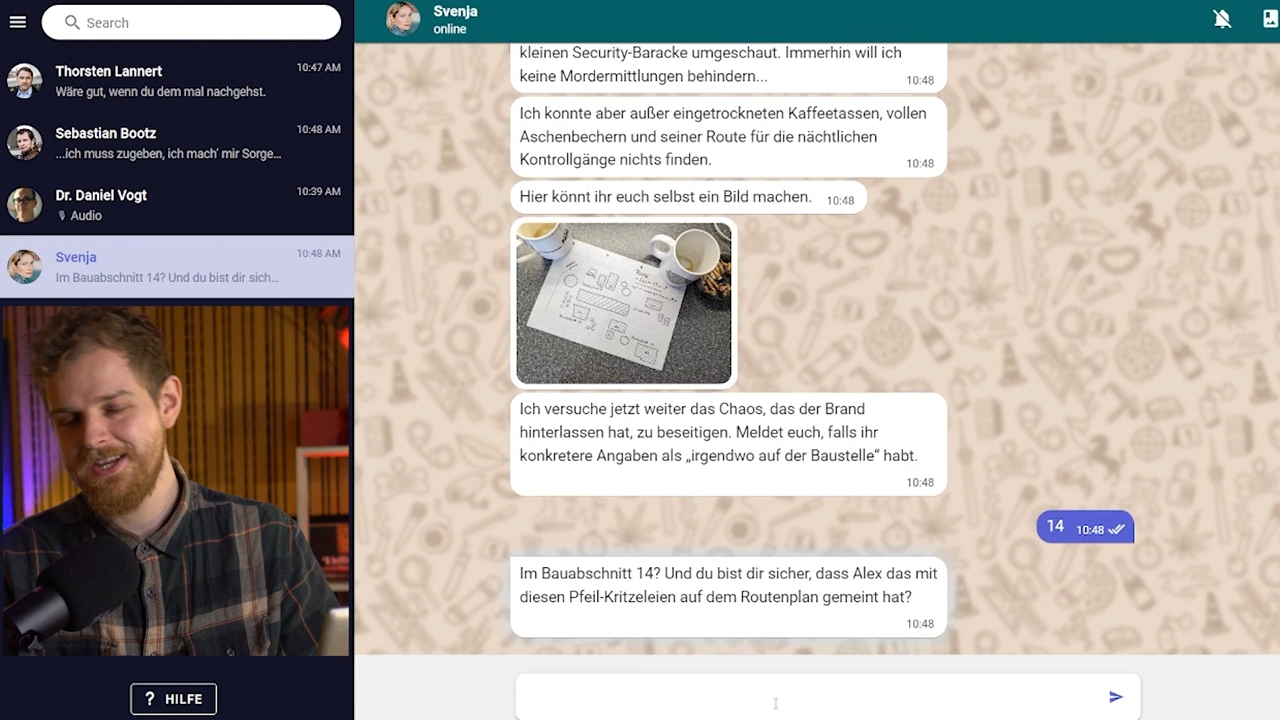 Search
Thorsten Lannert
10:47 AM
Wäre gut, wenn du dem mal nachgehst.
Sebastian Bootz
10:48 AM
...ich muss zugeben, ich mach' mir Sorge...
Dr. Daniel Vogt
10:39 AM
Audio
Svenja
10:48 AM
Im Bauabschnitt 14? Und du bist dir sich...
? HILFE
Svenja
online
kleinen Security-Baracke umgeschaut. Immerhin will ich
keine Mordermittlungen behindern...
10:48
Ich konnte aber außer eingetrockneten Kaffeetassen, vollen
Aschenbechern und seiner Route für die nächtlichen
Kontrollgänge nichts finden.
10:48
Hier könnt ihr euch selbst ein Bild machen.
10:48
Ich versuche jetzt weiter das Chaos, das der Brand
hinterlassen hat, zu beseitigen. Meldet euch, falls ihr
konkretere Angaben als „irgendwo auf der Baustelle“ habt.
10:48
14
10:48
Im Bauabschnitt 14? Und du bist dir sicher, dass Alex das mit
diesen Pfeil-Kritzeleien auf dem Routenplan gemeint hat?
10:48